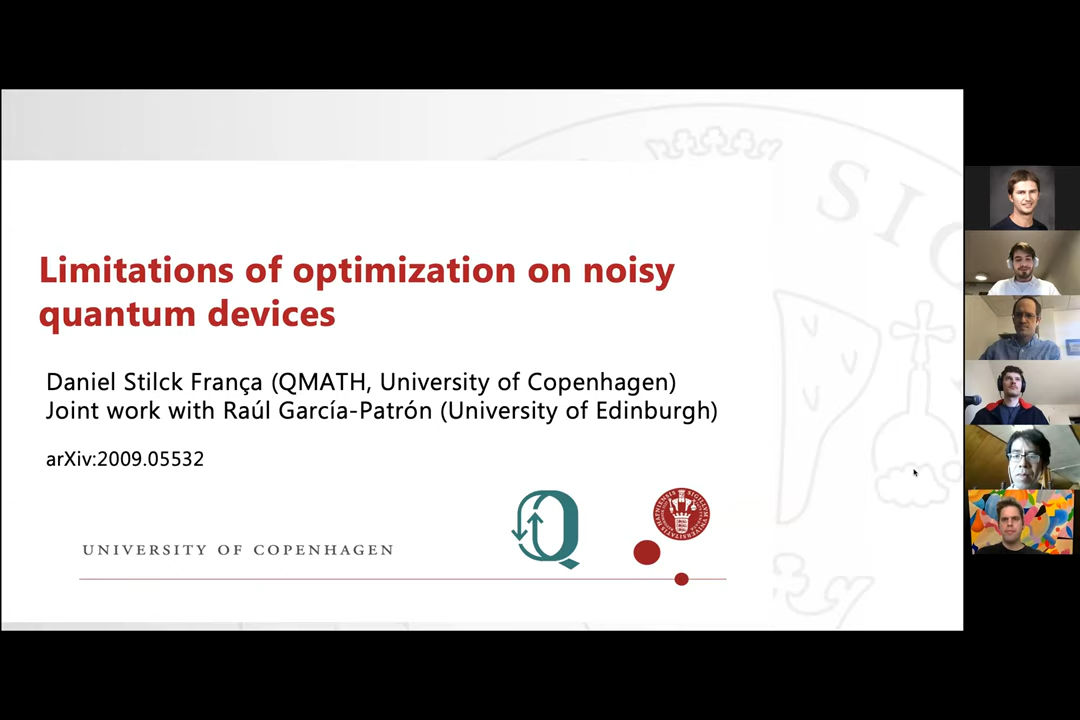 Limitations of optimization on noisy
quantum devices
Daniel Stilck França (QMATH, University of Copenhagen)
Joint work with Raúl García-Patrón (University of Edinburgh)
arXiv:2009.05532
UNIVERSITY OF COPENHAGEN